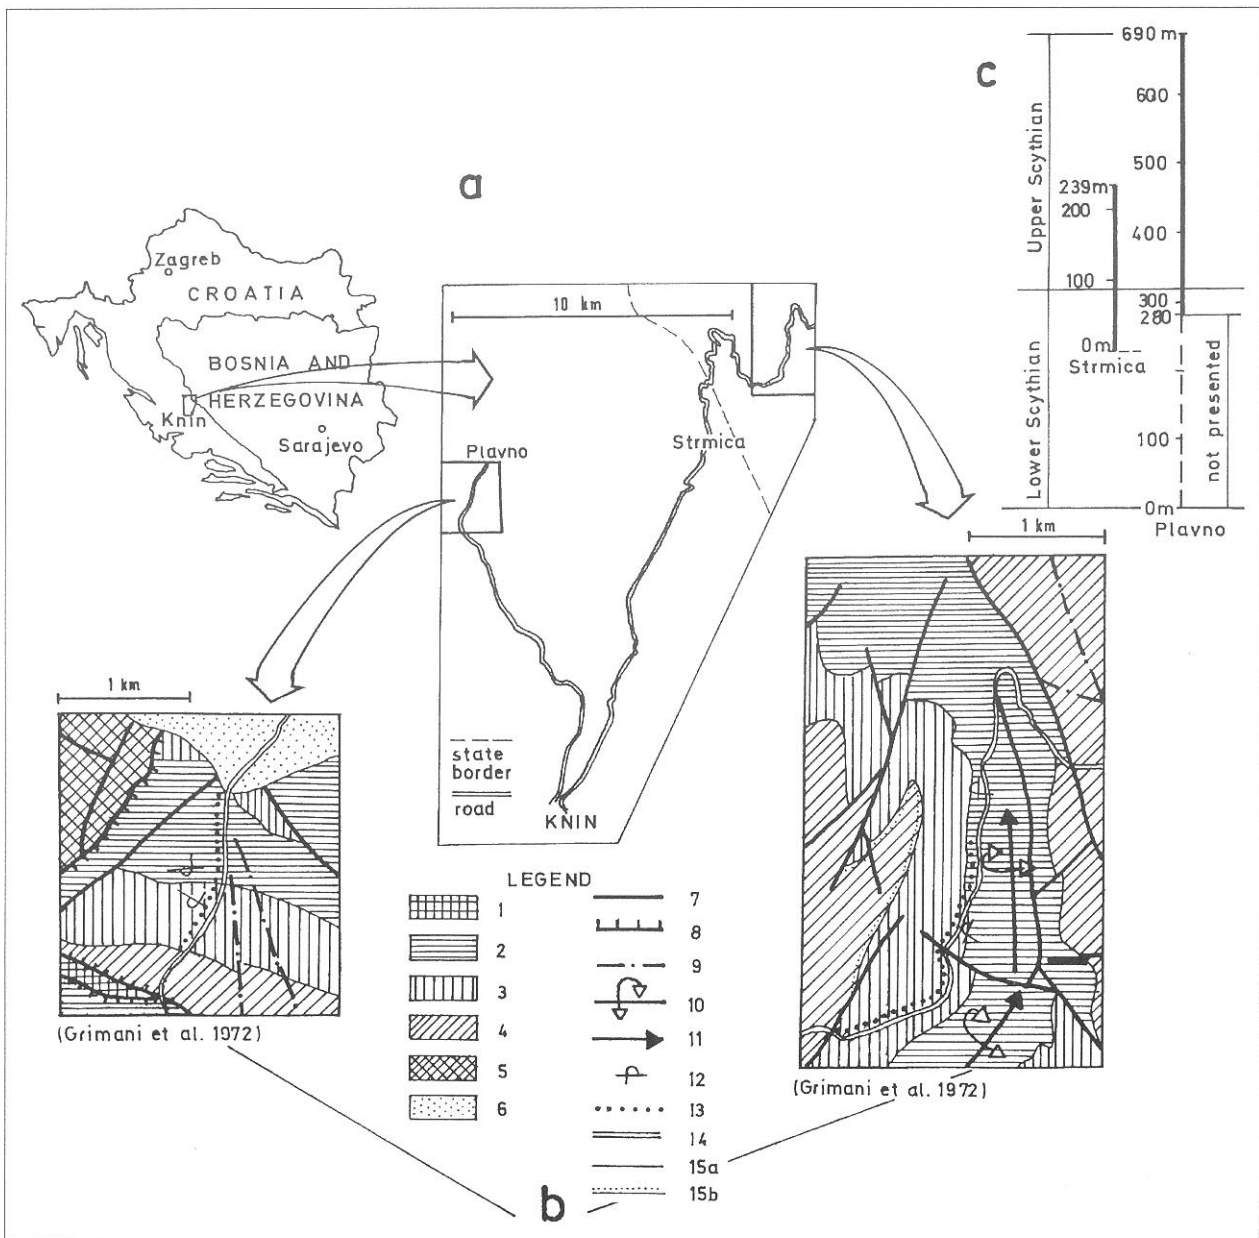 a
Zagreb
CROATIA
BOSNIA AND
HERZEGOVINA
Knin
Sarajevo
10 km
Strmica
Plavno
state
border
road
KNIN
c
690 m
600
500
400
300
280
100
0m
Plavno
239m
200
100
0m
Strmica
Upper Scythian
Lower Scythian
not presented
1 km
(Grimani et al. 1972)
1 km
(Grimani et al. 1972)
LEGEND
1
2
3
4
5
6
7
8
9
10
11
12
13
14
15a
15b
b